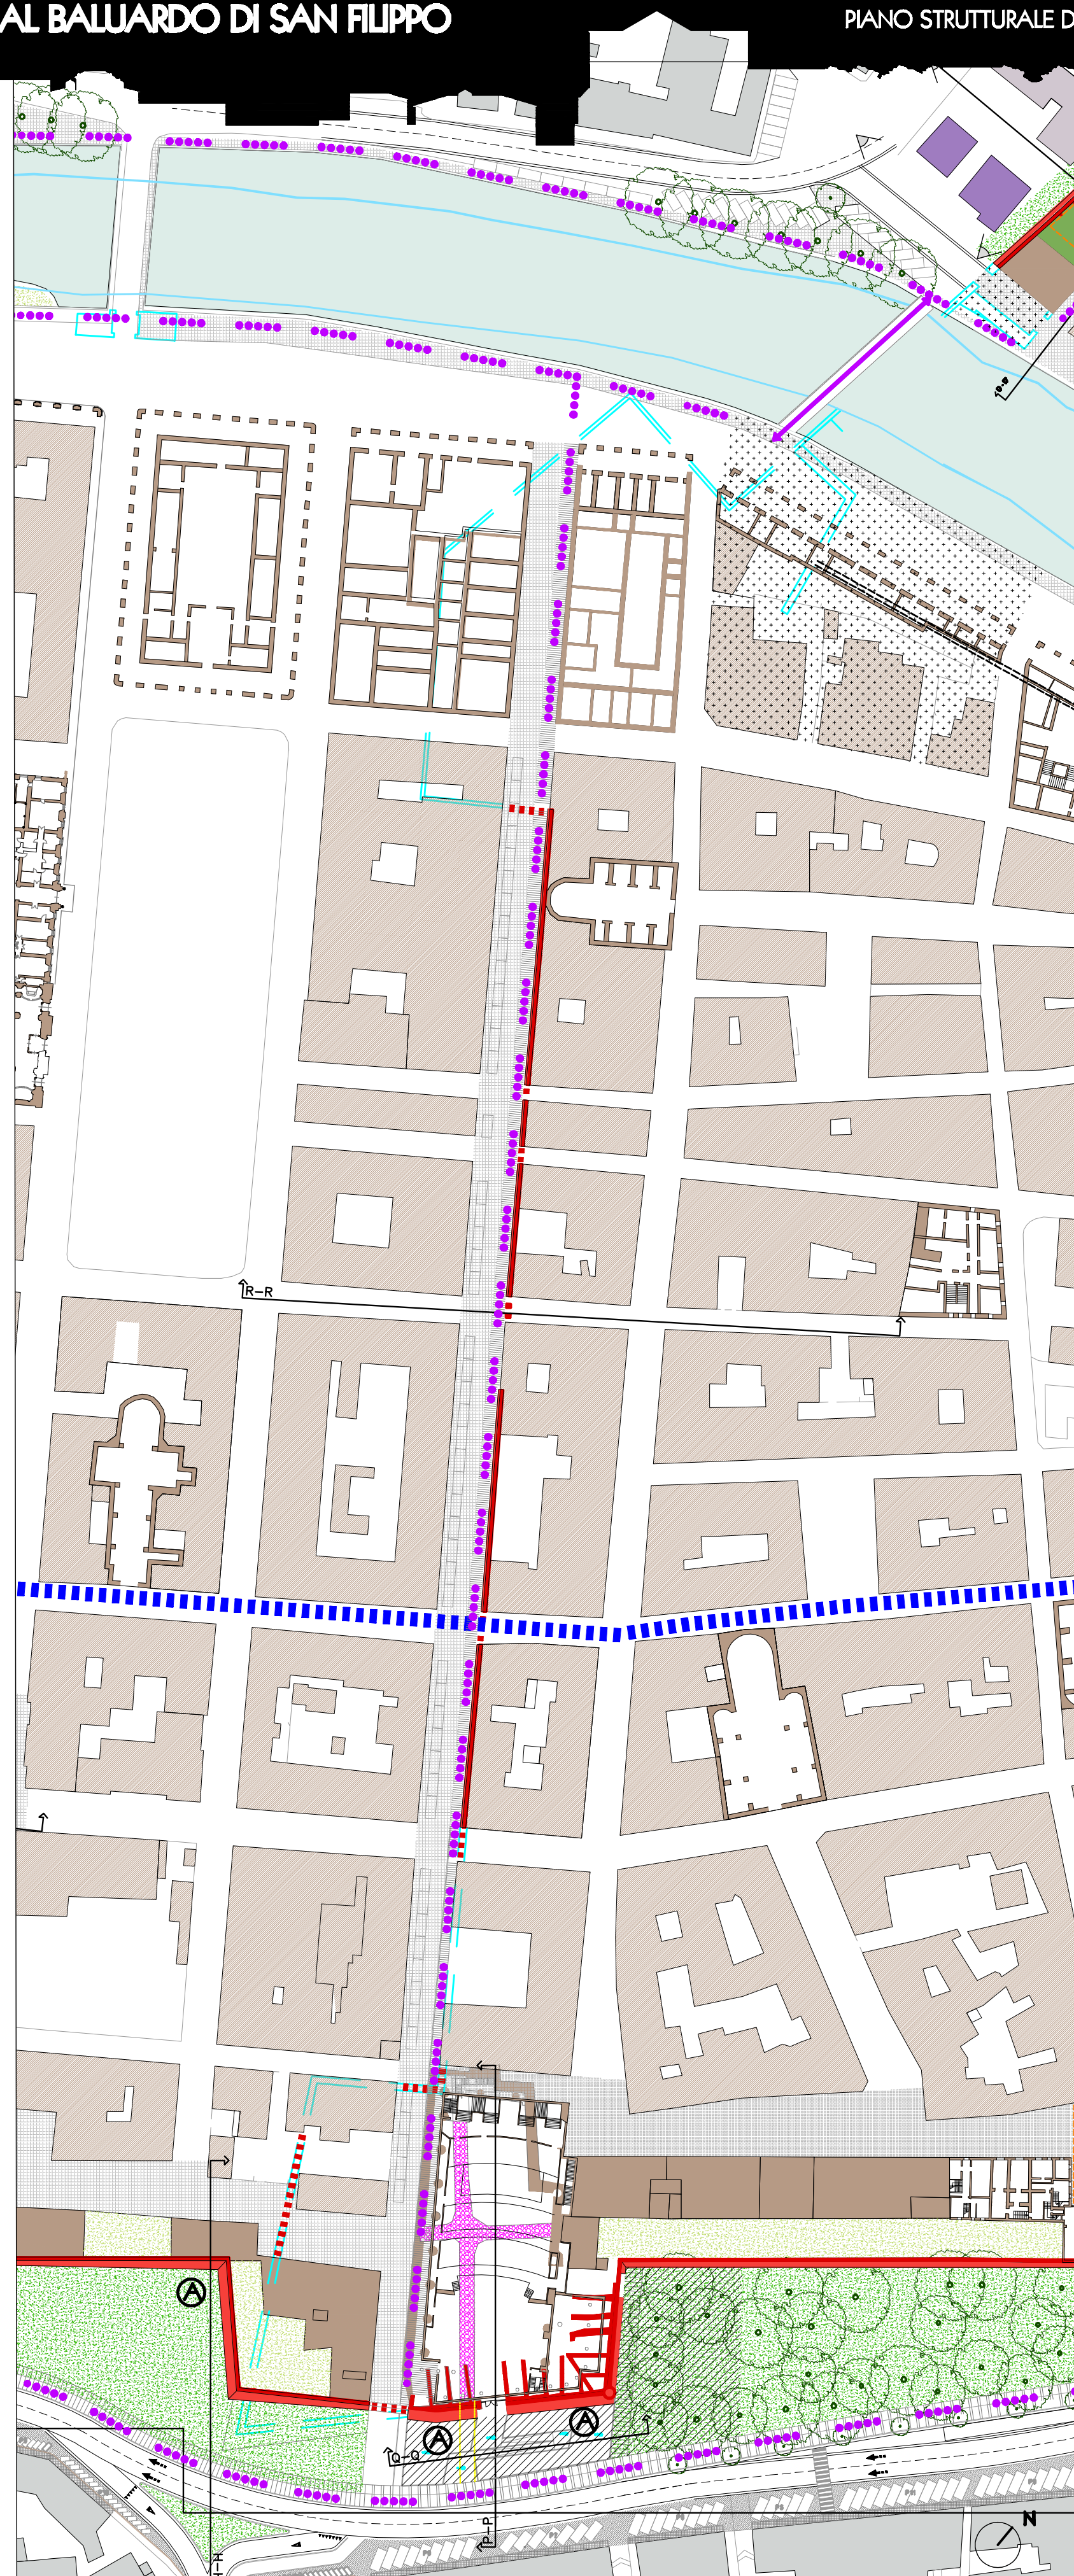 AL BALUARDO DI SAN FILIPPO
PIANO STRUTTURALE D
R-R
A
A
A
Q-Q
P-P
H-H
N